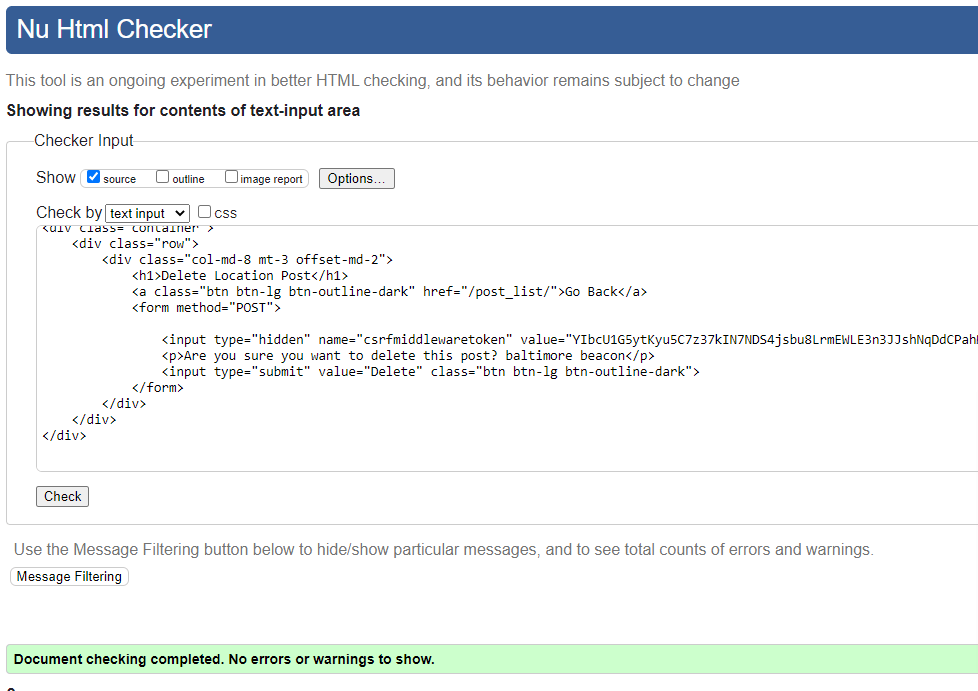 Nu Html Checker
This tool is an ongoing experiment in better HTML checking, and its behavior remains subject to change
Showing results for contents of text-input area
Checker Input
Show source outline image report Options...
Check by text input css
<div class="container">
<div class="row">
<div class="col-md-8 mt-3 offset-md-2">
<h1>Delete Location Post</h1>
<a class="btn btn-lg btn-outline-dark" href="/post_list/">Go Back</a>
<form method="POST">
<input type="hidden" name="csrfmiddlewaretoken" value="YIbcU1G5ytKyu5C7z37kIN7NDS4jsbu8LrmEWLE3n3JJshNqDdCPah
<p>Are you sure you want to delete this post? baltimore beacon</p>
<input type="submit" value="Delete" class="btn btn-lg btn-outline-dark">
</form>
</div>
</div>
</div>
Check
Use the Message Filtering button below to hide/show particular messages, and to see total counts of errors and warnings.
Message Filtering
Document checking completed. No errors or warnings to show.